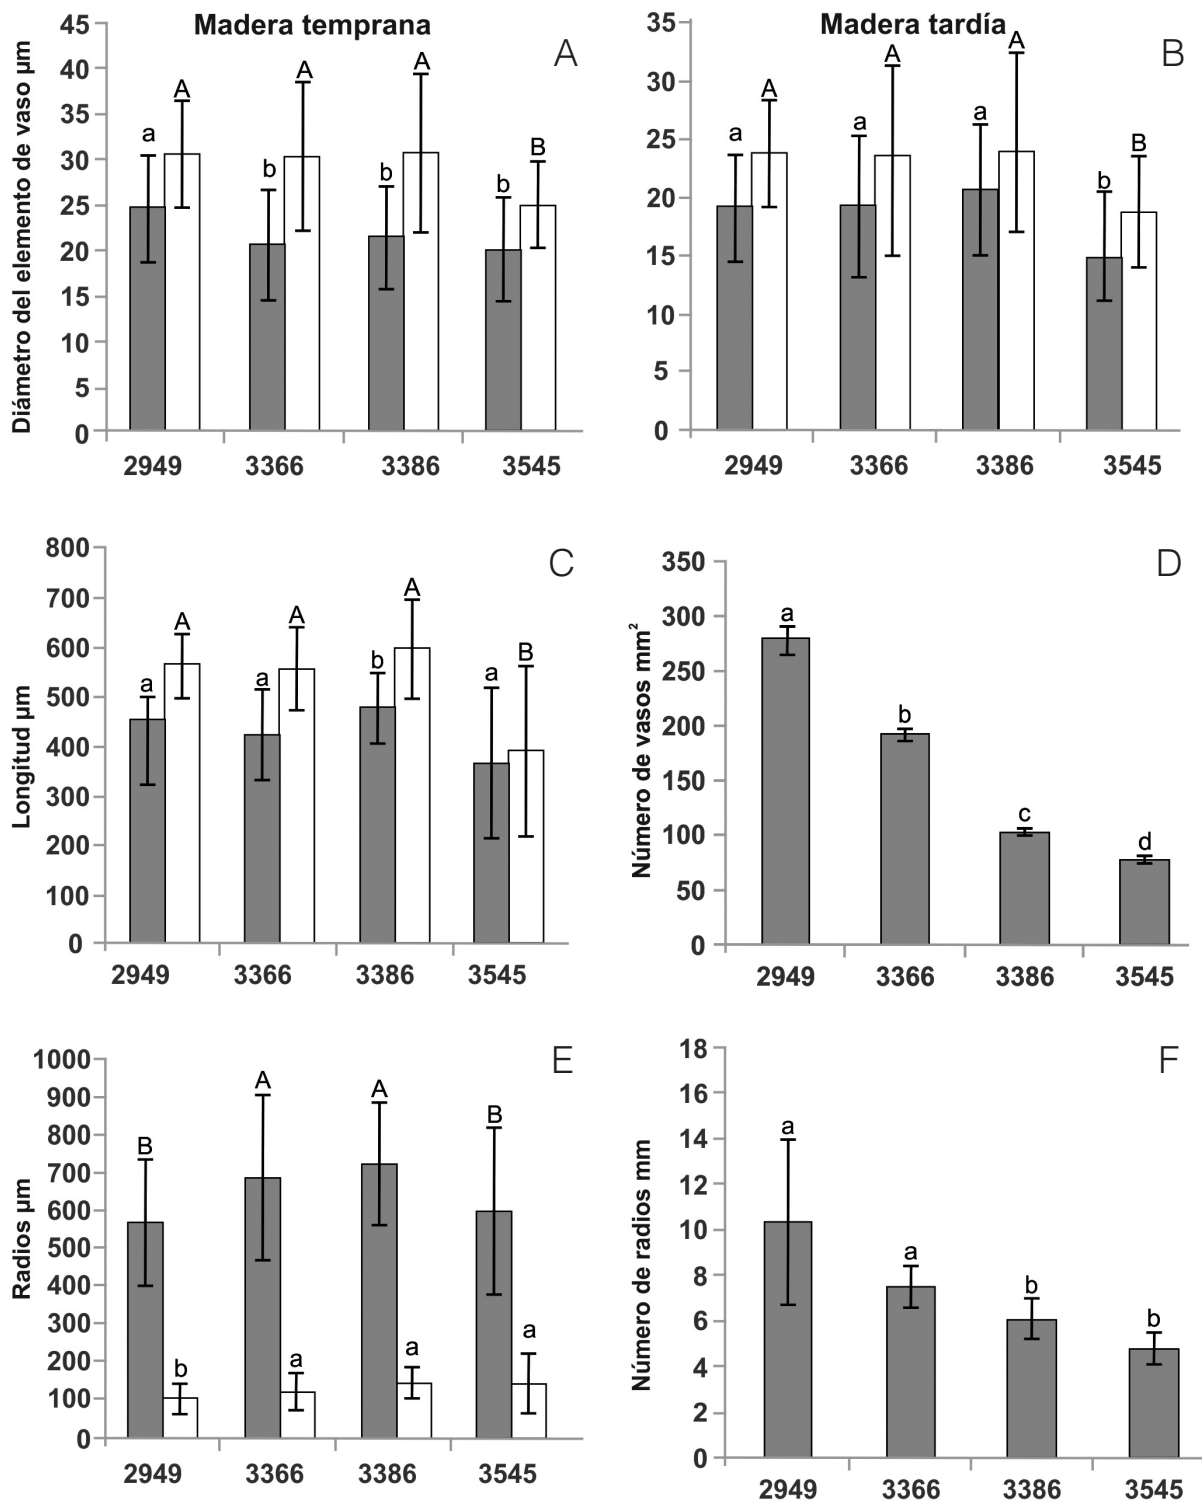 Madera temprana
A
Diámetro del elemento de vaso µm
45
40
35
30
25
20
15
10
5
0
a A b A b A b B
2949 3366 3386 3545
Madera tardía
B
35
30
25
20
15
10
5
0
a A a A a A b B
2949 3366 3386 3545
C
Longitud µm
800
700
600
500
400
300
200
100
0
a A a A b A a B
2949 3366 3386 3545
D
Número de vasos mm²
350
300
250
200
150
100
50
0
a b c d
2949 3366 3386 3545
E
Radios µm
1000
900
800
700
600
500
400
300
200
100
0
B b A a A a B a
2949 3366 3386 3545
F
Número de radios mm
18
16
14
12
10
8
6
4
2
0
a a b b
2949 3366 3386 3545